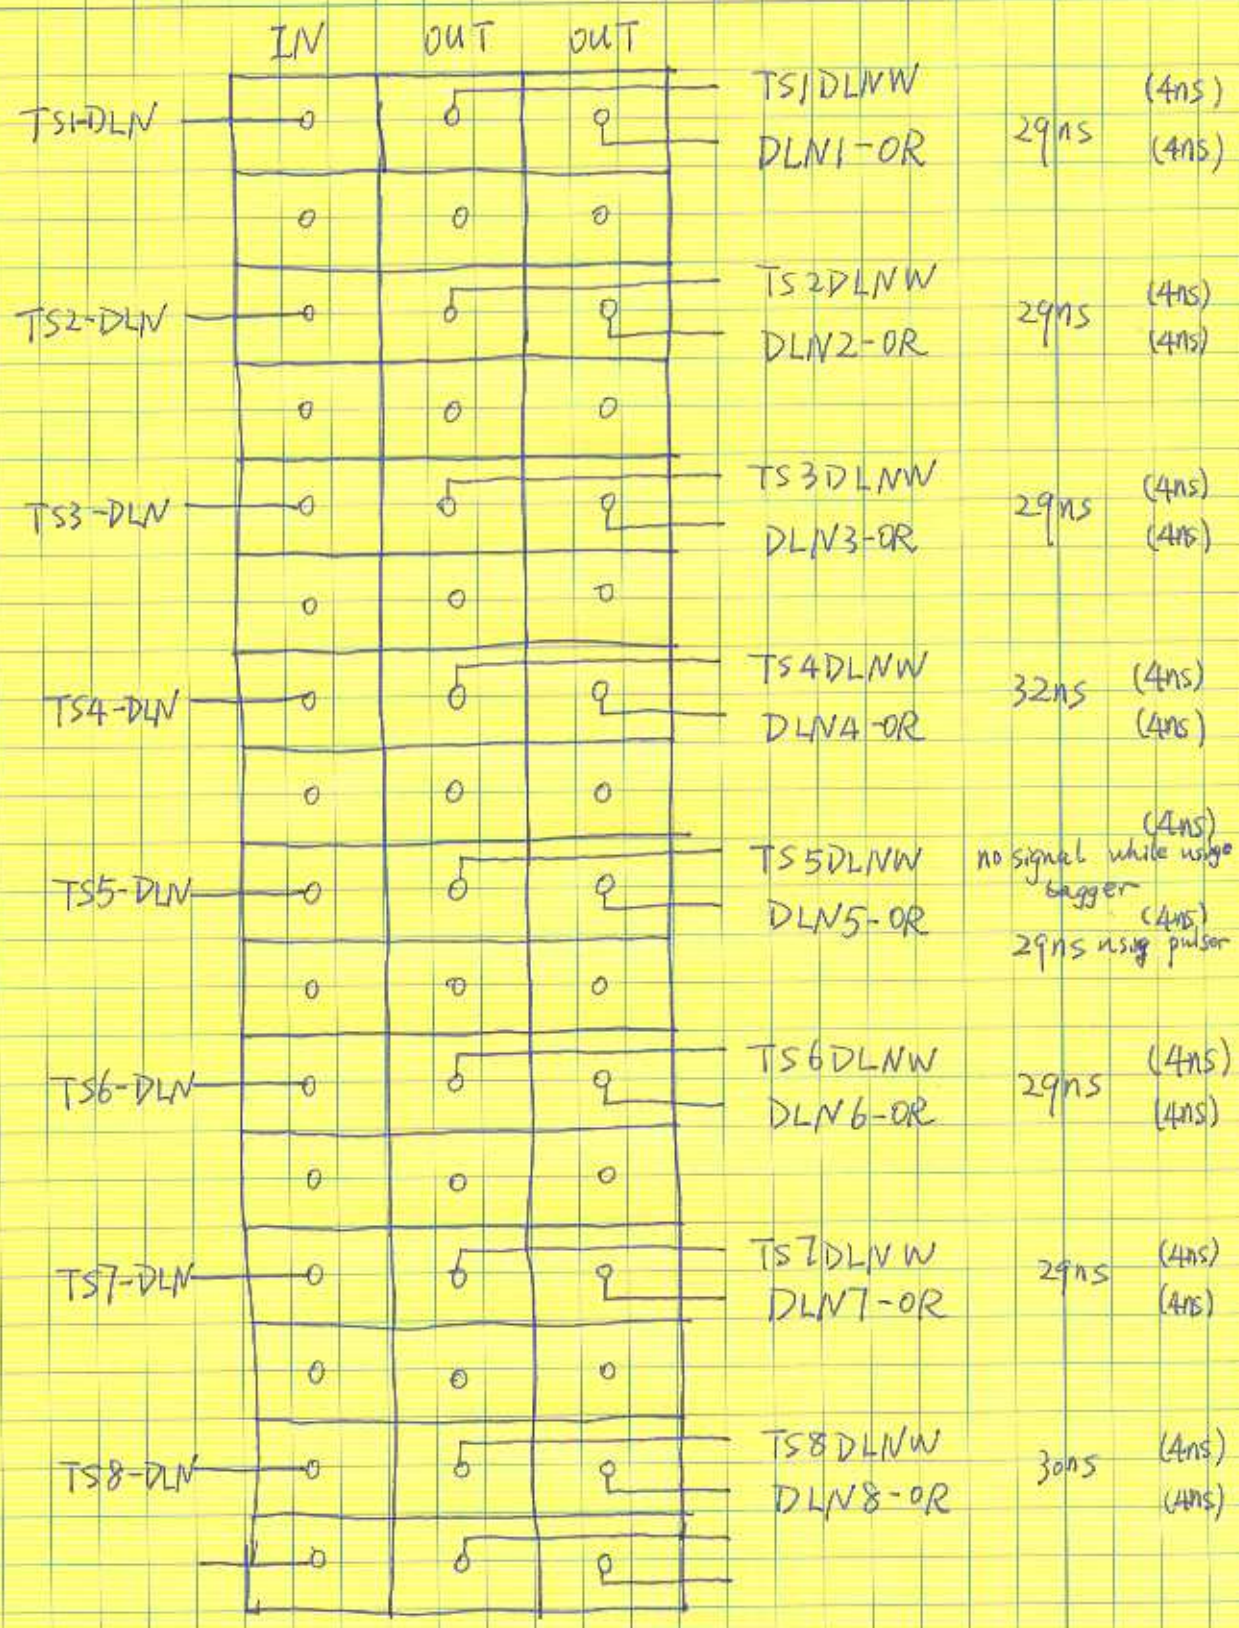 IN OUT OUT
TS1-DLN
TS1DLNW (4ns)
29ns
DLN1-OR (4ns)
TS2-DLN
TS2DLNW (4ns)
29ns
DLN2-OR (4ns)
TS3-DLN
TS3DLNW (4ns)
29ns
DLN3-OR (4ns)
TS4-DLN
TS4DLNW (4ns)
32ns
DLN4-OR (4ns)
TS5-DLN
(4ns)
TS5DLNW no signal while usige
tagger
DLN5-OR (4ns)
29ns using pulsor
TS6-DLN
TS6DLNW (4ns)
29ns
DLN6-OR (4ns)
TS7-DLN
TS7DLNW (4ns)
29ns
DLN7-OR (4ns)
TS8-DLN
TS8DLNW (4ns)
30ns
DLN8-OR (4ns)